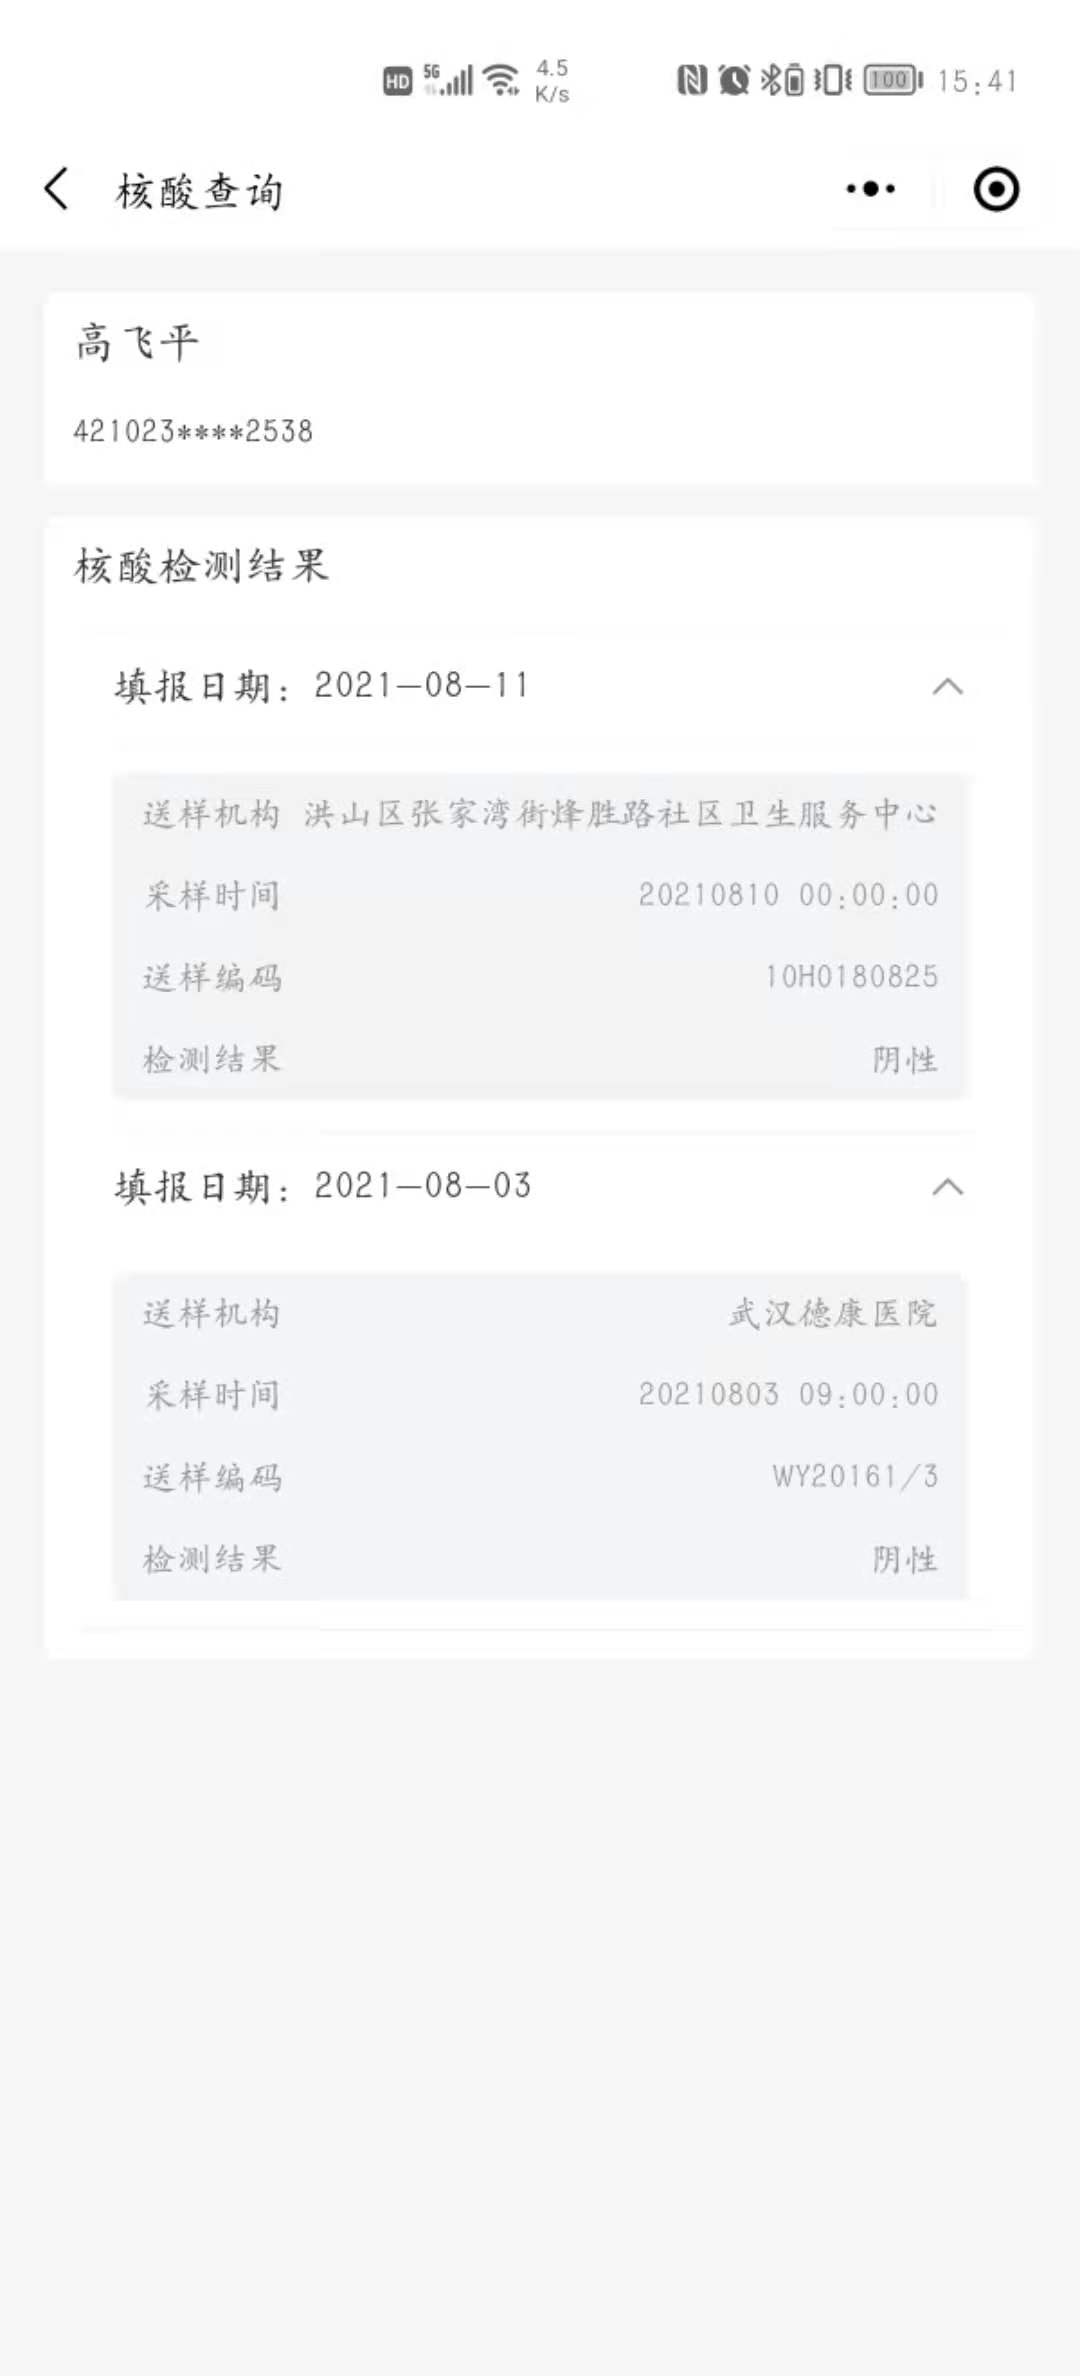 HD 5G 4.5 K/s 100 15:41
核酸查询
高飞平
421023****2538
核酸检测结果
填报日期：2021-08-11
送样机构 洪山区张家湾街烽胜路社区卫生服务中心
采样时间 20210810 00:00:00
送样编码 10H0180825
检测结果 阴性
填报日期：2021-08-03
送样机构 武汉德康医院
采样时间 20210803 09:00:00
送样编码 WY20161/3
检测结果 阴性